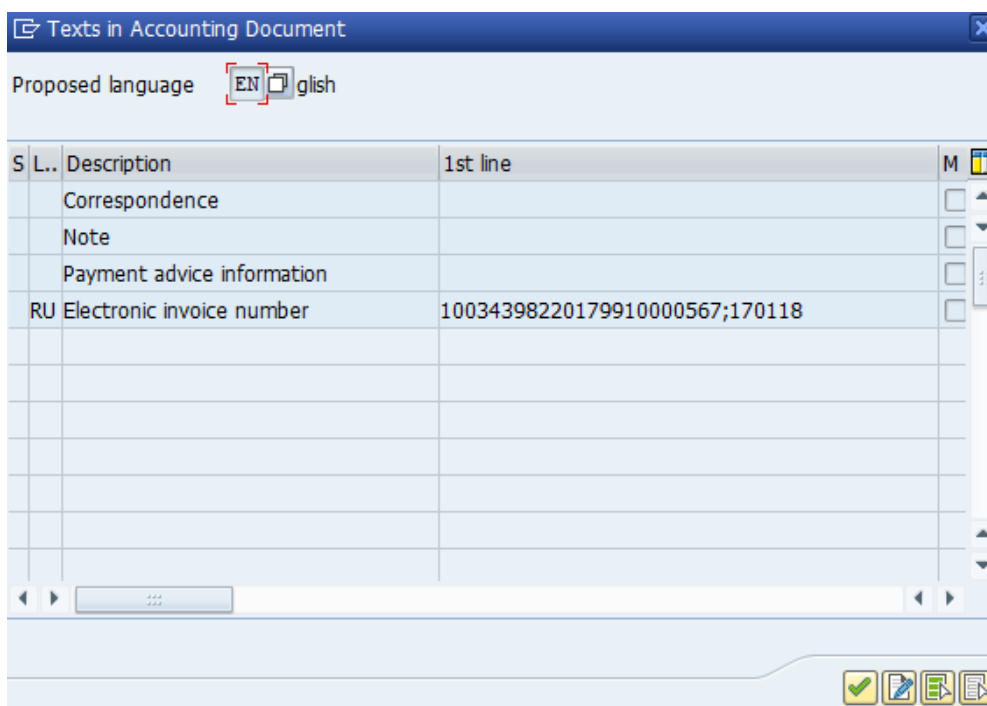 Texts in Accounting Document
Proposed language EN glish
S L.. Description 1st line M
Correspondence
Note
Payment advice information
RU Electronic invoice number 10034398220179910000567;170118